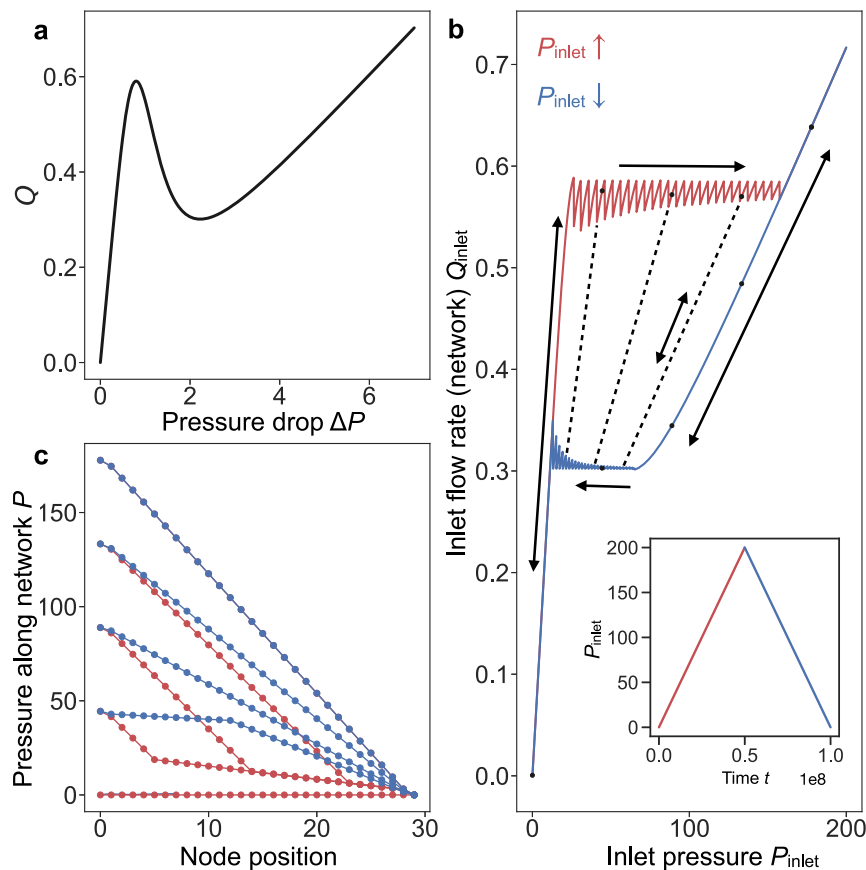 a
0.6
0.4
0.2
0.0
Q
0
2
4
6
Pressure drop ΔP
b
P_inlet ↑
P_inlet ↓
0.7
0.6
0.5
0.4
0.3
0.2
0.1
0.0
Inlet flow rate (network) Q_inlet
0
100
200
Inlet pressure P_inlet
200
150
100
50
0
P_inlet
0.0
0.5
1.0
Time t
1e8
c
150
100
50
0
Pressure along network P
0
10
20
30
Node position